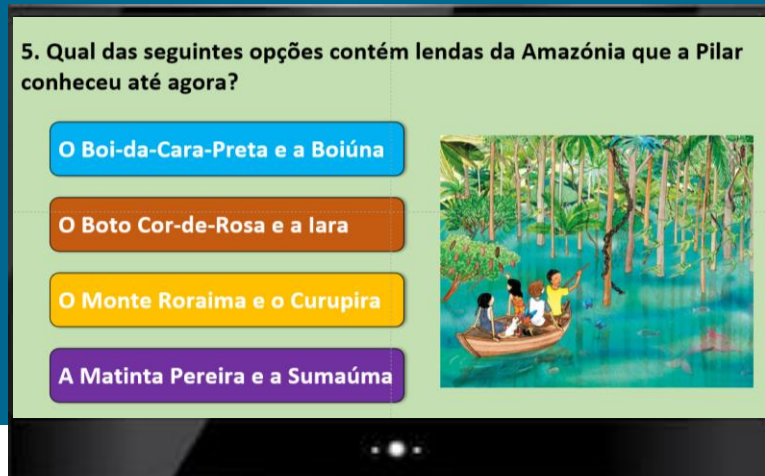 5. Qual das seguintes opções contém lendas da Amazónia que a Pilar
conheceu até agora?
O Boi-da-Cara-Preta e a Boiúna
O Boto Cor-de-Rosa e a Iara
O Monte Roraima e o Curupira
A Matinta Pereira e a Sumaúma